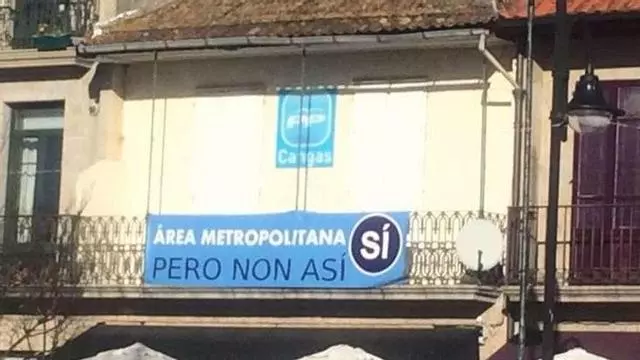 PP
Cangas
ÁREA METROPOLITANA SÍ
PERO NON ASÍ